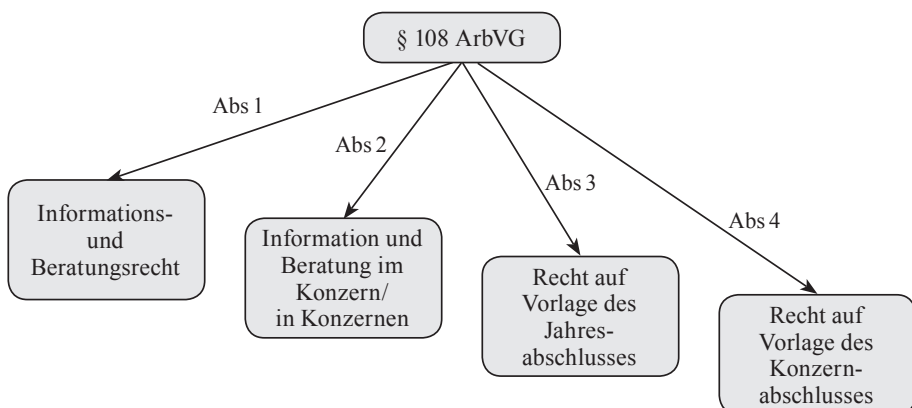 § 108 ArbVG
Abs 1
Abs 2
Abs 3
Abs 4
Informations-
und
Beratungsrecht
Information und
Beratung im
Konzern/
in Konzernen
Recht auf
Vorlage des
Jahres-
abschlusses
Recht auf
Vorlage des
Konzern-
abschlusses